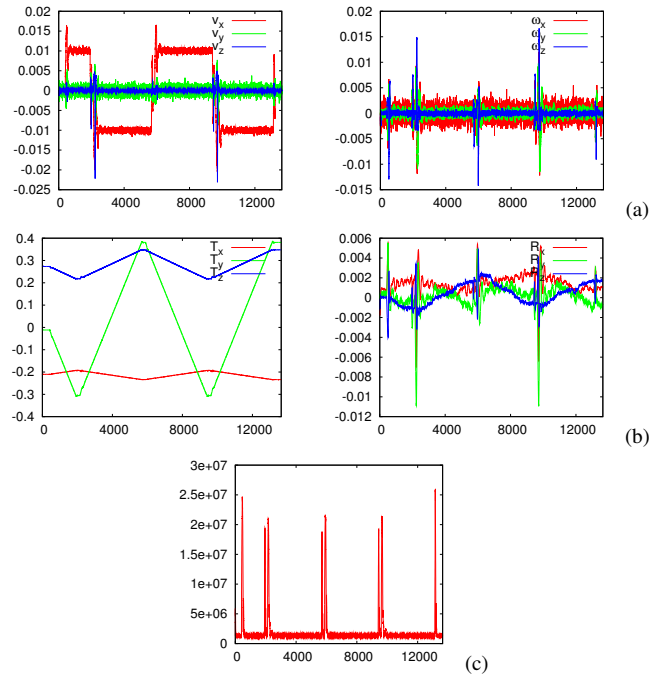 0.02
0.015
0.01
0.005
0
-0.005
-0.01
-0.015
-0.02
-0.025
0 4000 8000 12000
v_x
v_y
v_z
0.02
0.015
0.01
0.005
0
-0.005
-0.01
-0.015
0 4000 8000 12000
ω_x
ω_y
ω_z
(a)
0.4
0.3
0.2
0.1
0
-0.1
-0.2
-0.3
-0.4
0 4000 8000 12000
T_x
T_y
T_z
0.006
0.004
0.002
0
-0.002
-0.004
-0.006
-0.008
-0.01
-0.012
0 4000 8000 12000
R_x
(b)
3e+07
2.5e+07
2e+07
1.5e+07
1e+07
5e+06
0
0 4000 8000 12000
(c)